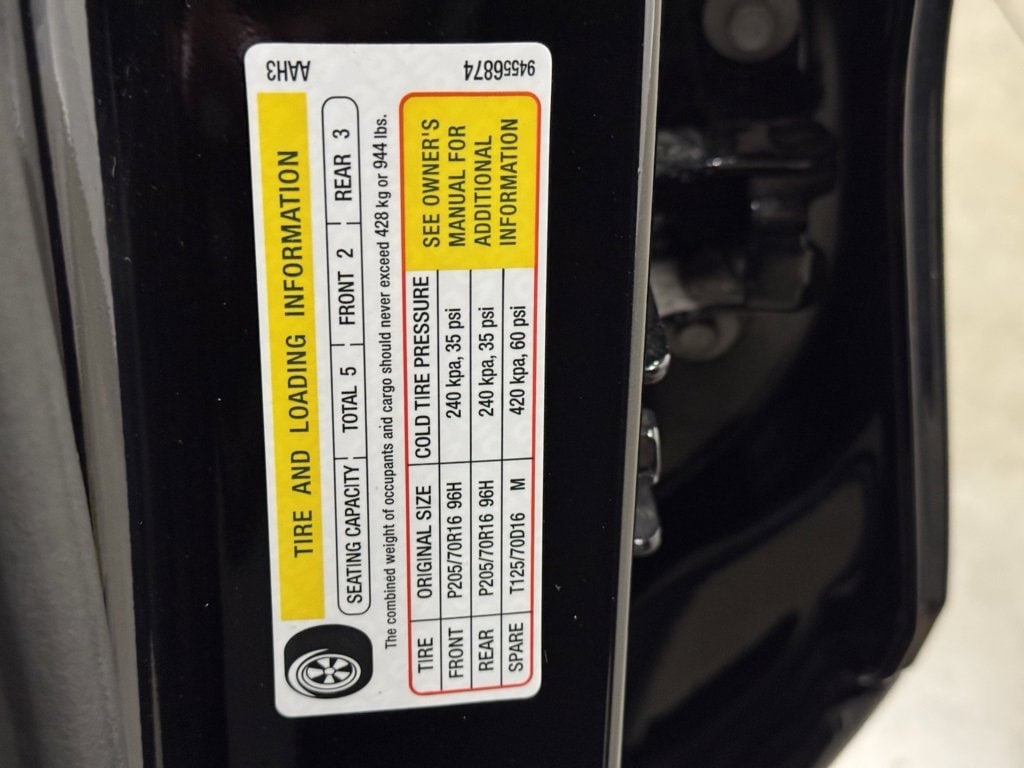 AAH3
94556874
TIRE AND LOADING INFORMATION
SEATING CAPACITY TOTAL 5 FRONT 2 REAR 3
The combined weight of occupants and cargo should never exceed 428 kg or 944 lbs.
TIRE ORIGINAL SIZE COLD TIRE PRESSURE
FRONT P205/70R16 96H 240 kpa, 35 psi
REAR P205/70R16 96H 240 kpa, 35 psi
SPARE T125/70D16 M 420 kpa, 60 psi
SEE OWNER'S
MANUAL FOR
ADDITIONAL
INFORMATION